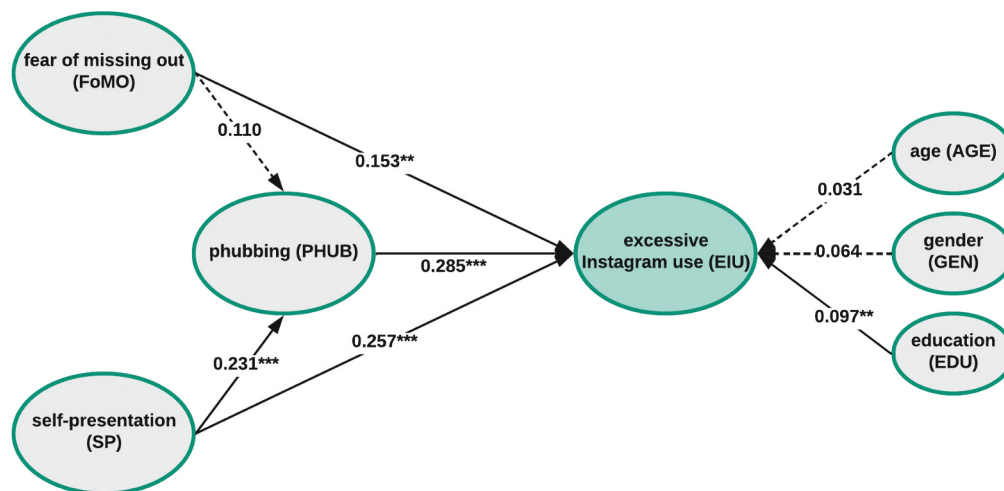 fear of missing out
(FoMO)
0.110
0.153**
age (AGE)
0.031
phubbing (PHUB)
0.285***
excessive
Instagram use (EIU)
0.064
gender
(GEN)
0.097**
0.257***
0.231***
education
(EDU)
self-presentation
(SP)